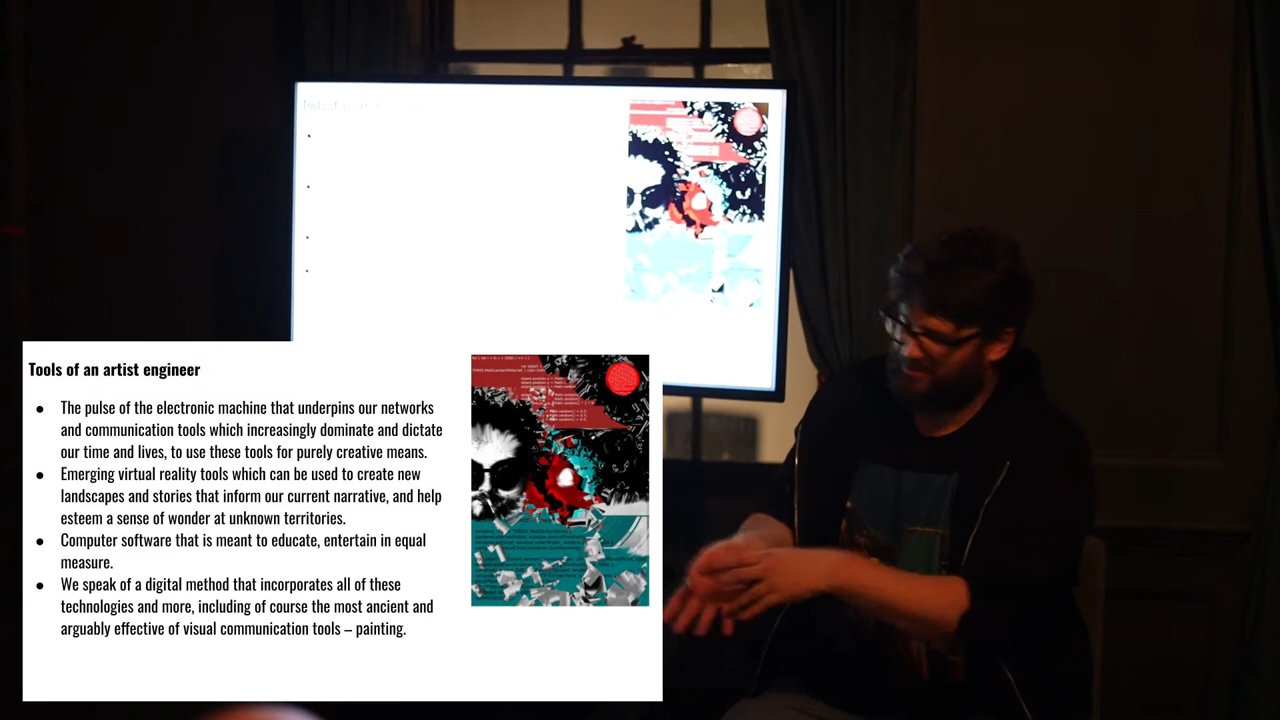 Tools of an artist engineer
● The pulse of the electronic machine that underpins our networks
and communication tools which increasingly dominate and dictate
our time and lives, to use these tools for purely creative means.
● Emerging virtual reality tools which can be used to create new
landscapes and stories that inform our current narrative, and help
esteem a sense of wonder at unknown territories.
● Computer software that is meant to educate, entertain in equal
measure.
● We speak of a digital method that incorporates all of these
technologies and more, including of course the most ancient and
arguably effective of visual communication tools – painting.